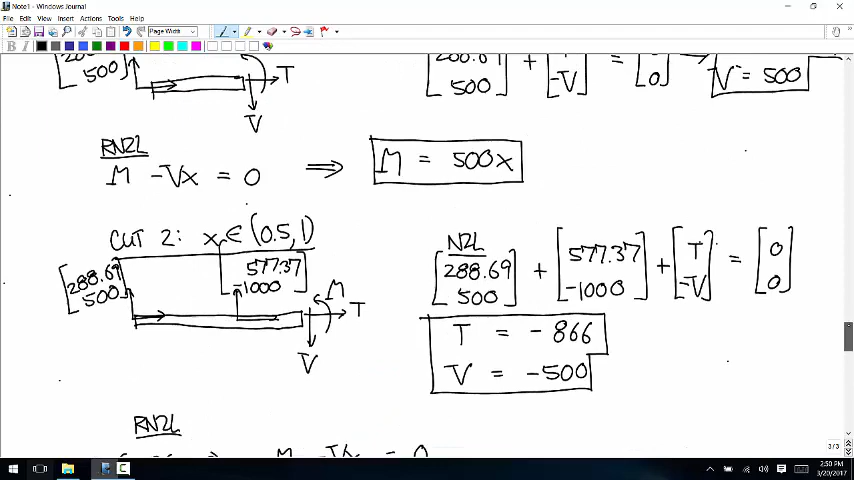 Note1 - Windows Journal
File Edit View Insert Actions Tools Help
Page Width
B I
500
T
V
500
+
-V
=
0
V = 500
RN2L
M - Vx = 0 ⇒ M = 500x
CUT 2: x ∈ (0.5, 1)
288.69
500
577.37
-1000
M
T
V
N2L
[288.69 500] + [577.37 -1000] + [T -V] = [0 0]
T = -866
V = -500
RN2L
= 0
3/3
2:50 PM
3/20/2017